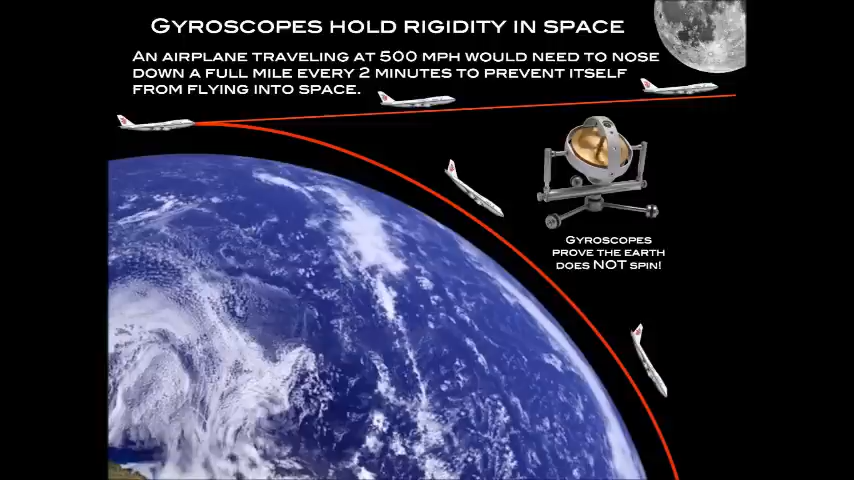 Gyroscopes hold rigidity in space
An airplane traveling at 500 mph would need to nose
down a full mile every 2 minutes to prevent itself
from flying into space.
Gyroscopes
prove the earth
does NOT spin!